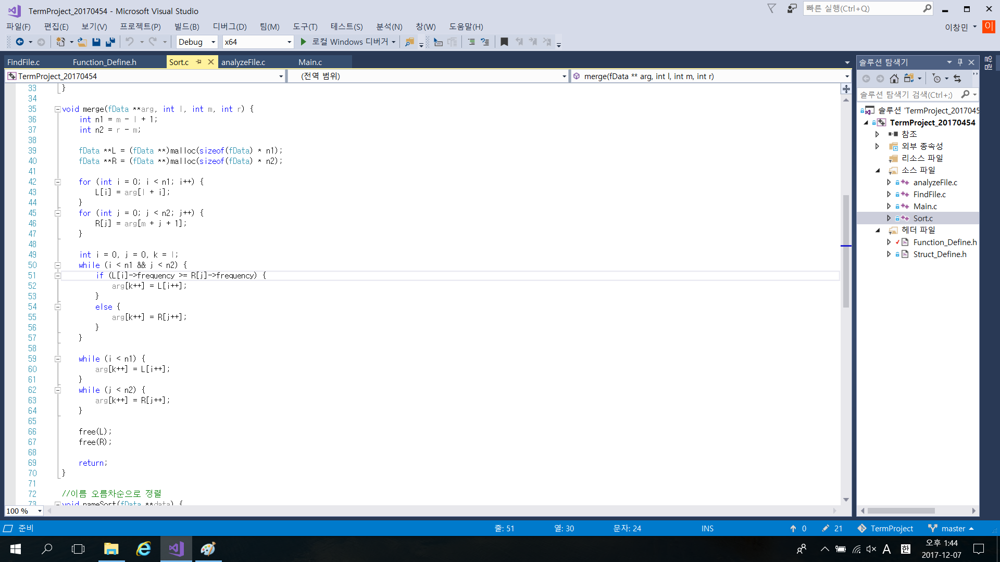 TermProject_20170454 - Microsoft Visual Studio
빠른 실행(Ctrl+Q)
파일(F) 편집(E) 보기(V) 프로젝트(P) 빌드(B) 디버그(D) 팀(M) 도구(T) 테스트(S) 분석(N) 창(W) 도움말(H)
이창민 이
Debug x64 로컬 Windows 디버거
FindFile.c Function_Define.h Sort.c analyzeFile.c Main.c
TermProject_20170454 (전역 범위) merge(fData ** arg, int l, int m, int r)
33 }
34
35 void merge(fData **arg, int l, int m, int r) {
36 int n1 = m - l + 1;
37 int n2 = r - m;
38
39 fData **L = (fData **)malloc(sizeof(fData) * n1);
40 fData **R = (fData **)malloc(sizeof(fData) * n2);
41
42 for (int i = 0; i < n1; i++) {
43 L[i] = arg[l + i];
44 }
45 for (int j = 0; j < n2; j++) {
46 R[j] = arg[m + j + 1];
47 }
48
49 int i = 0, j = 0, k = l;
50 while (i < n1 && j < n2) {
51 if (L[i]->frequency >= R[j]->frequency) {
52 arg[k++] = L[i++];
53 }
54 else {
55 arg[k++] = R[j++];
56 }
57 }
58
59 while (i < n1) {
60 arg[k++] = L[i++];
61 }
62 while (j < n2) {
63 arg[k++] = R[j++];
64 }
65
66 free(L);
67 free(R);
68
69 return;
70 }
71
72 //이름 오름차순으로 정렬
73 void nameSort(fData **data) {
100 %
솔루션 탐색기
솔루션 탐색기 검색(Ctrl+;)
솔루션 'TermProject_2017045
TermProject_20170454
참조
외부 종속성
리소스 파일
소스 파일
analyzeFile.c
FindFile.c
Main.c
Sort.c
헤더 파일
Function_Define.h
Struct_Define.h
알림
준비 줄: 51 열: 30 문자: 24 INS 0 21 TermProject master
A 한 오후 1:44
2017-12-07